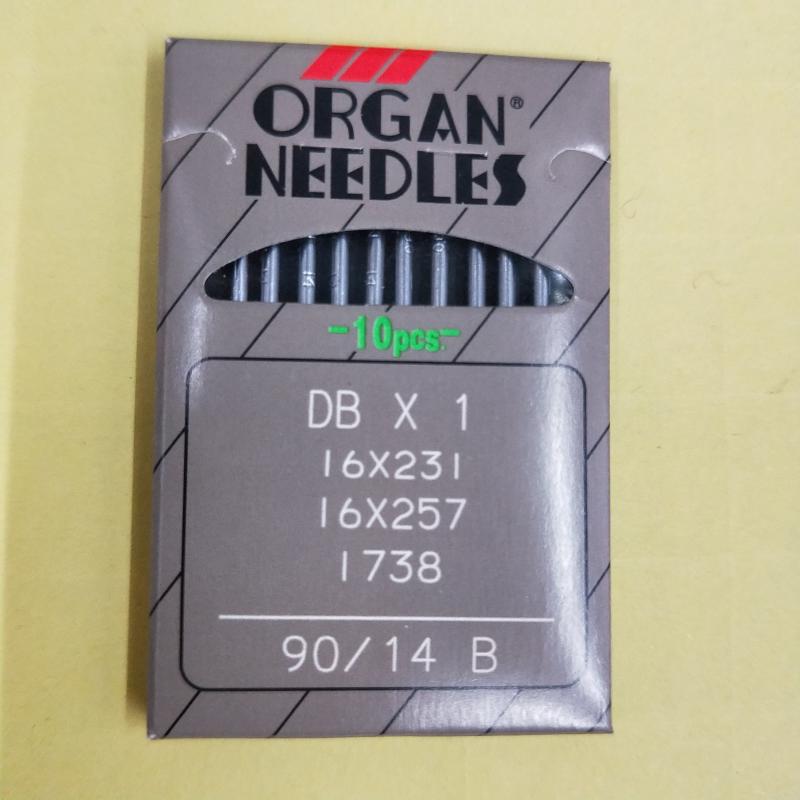 ORGAN®
NEEDLES
-10pcs-
DB X 1
16X231
16X257
1738
90/14 B